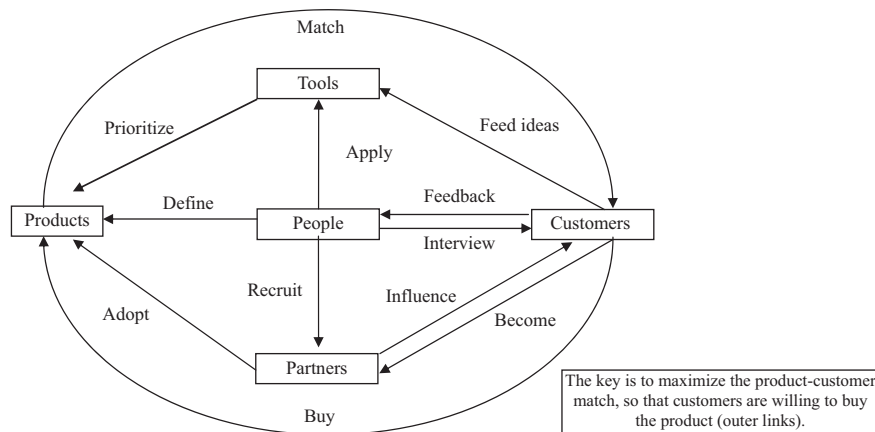 Match
Tools
Prioritize
Feed ideas
Apply
Define
Feedback
Products
People
Customers
Interview
Recruit
Influence
Adopt
Become
Partners
Buy
The key is to maximize the product-customer
match, so that customers are willing to buy
the product (outer links).